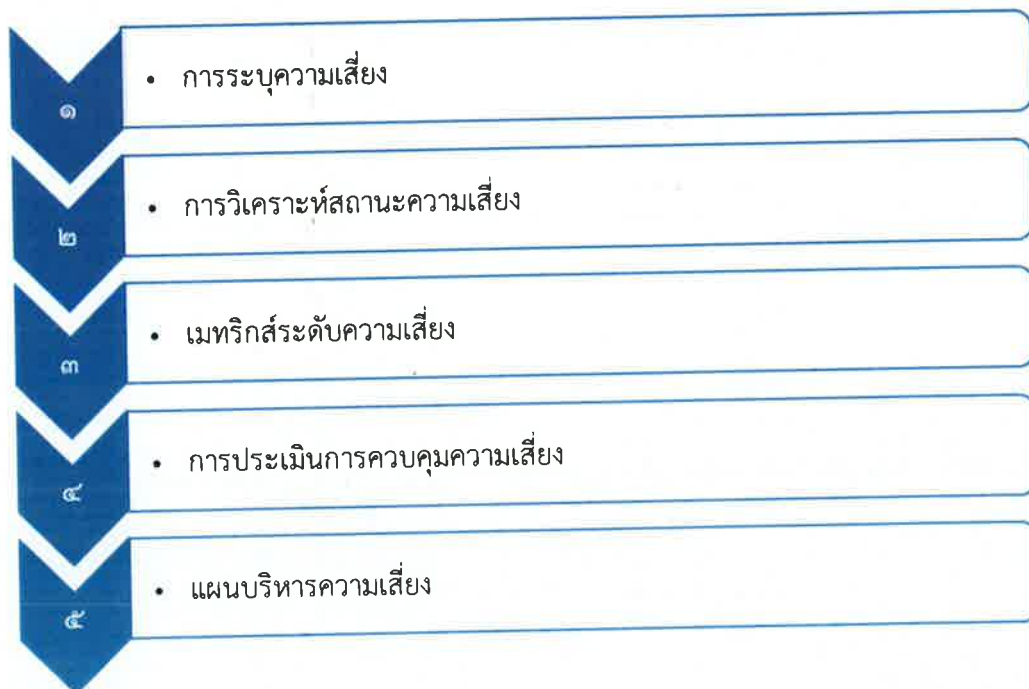 ๑
• การระบุความเสี่ยง
๒
• การวิเคราะห์สถานะความเสี่ยง
๓
• เมทริกส์ระดับความเสี่ยง
๔
• การประเมินการควบคุมความเสี่ยง
๕
• แผนบริหารความเสี่ยง